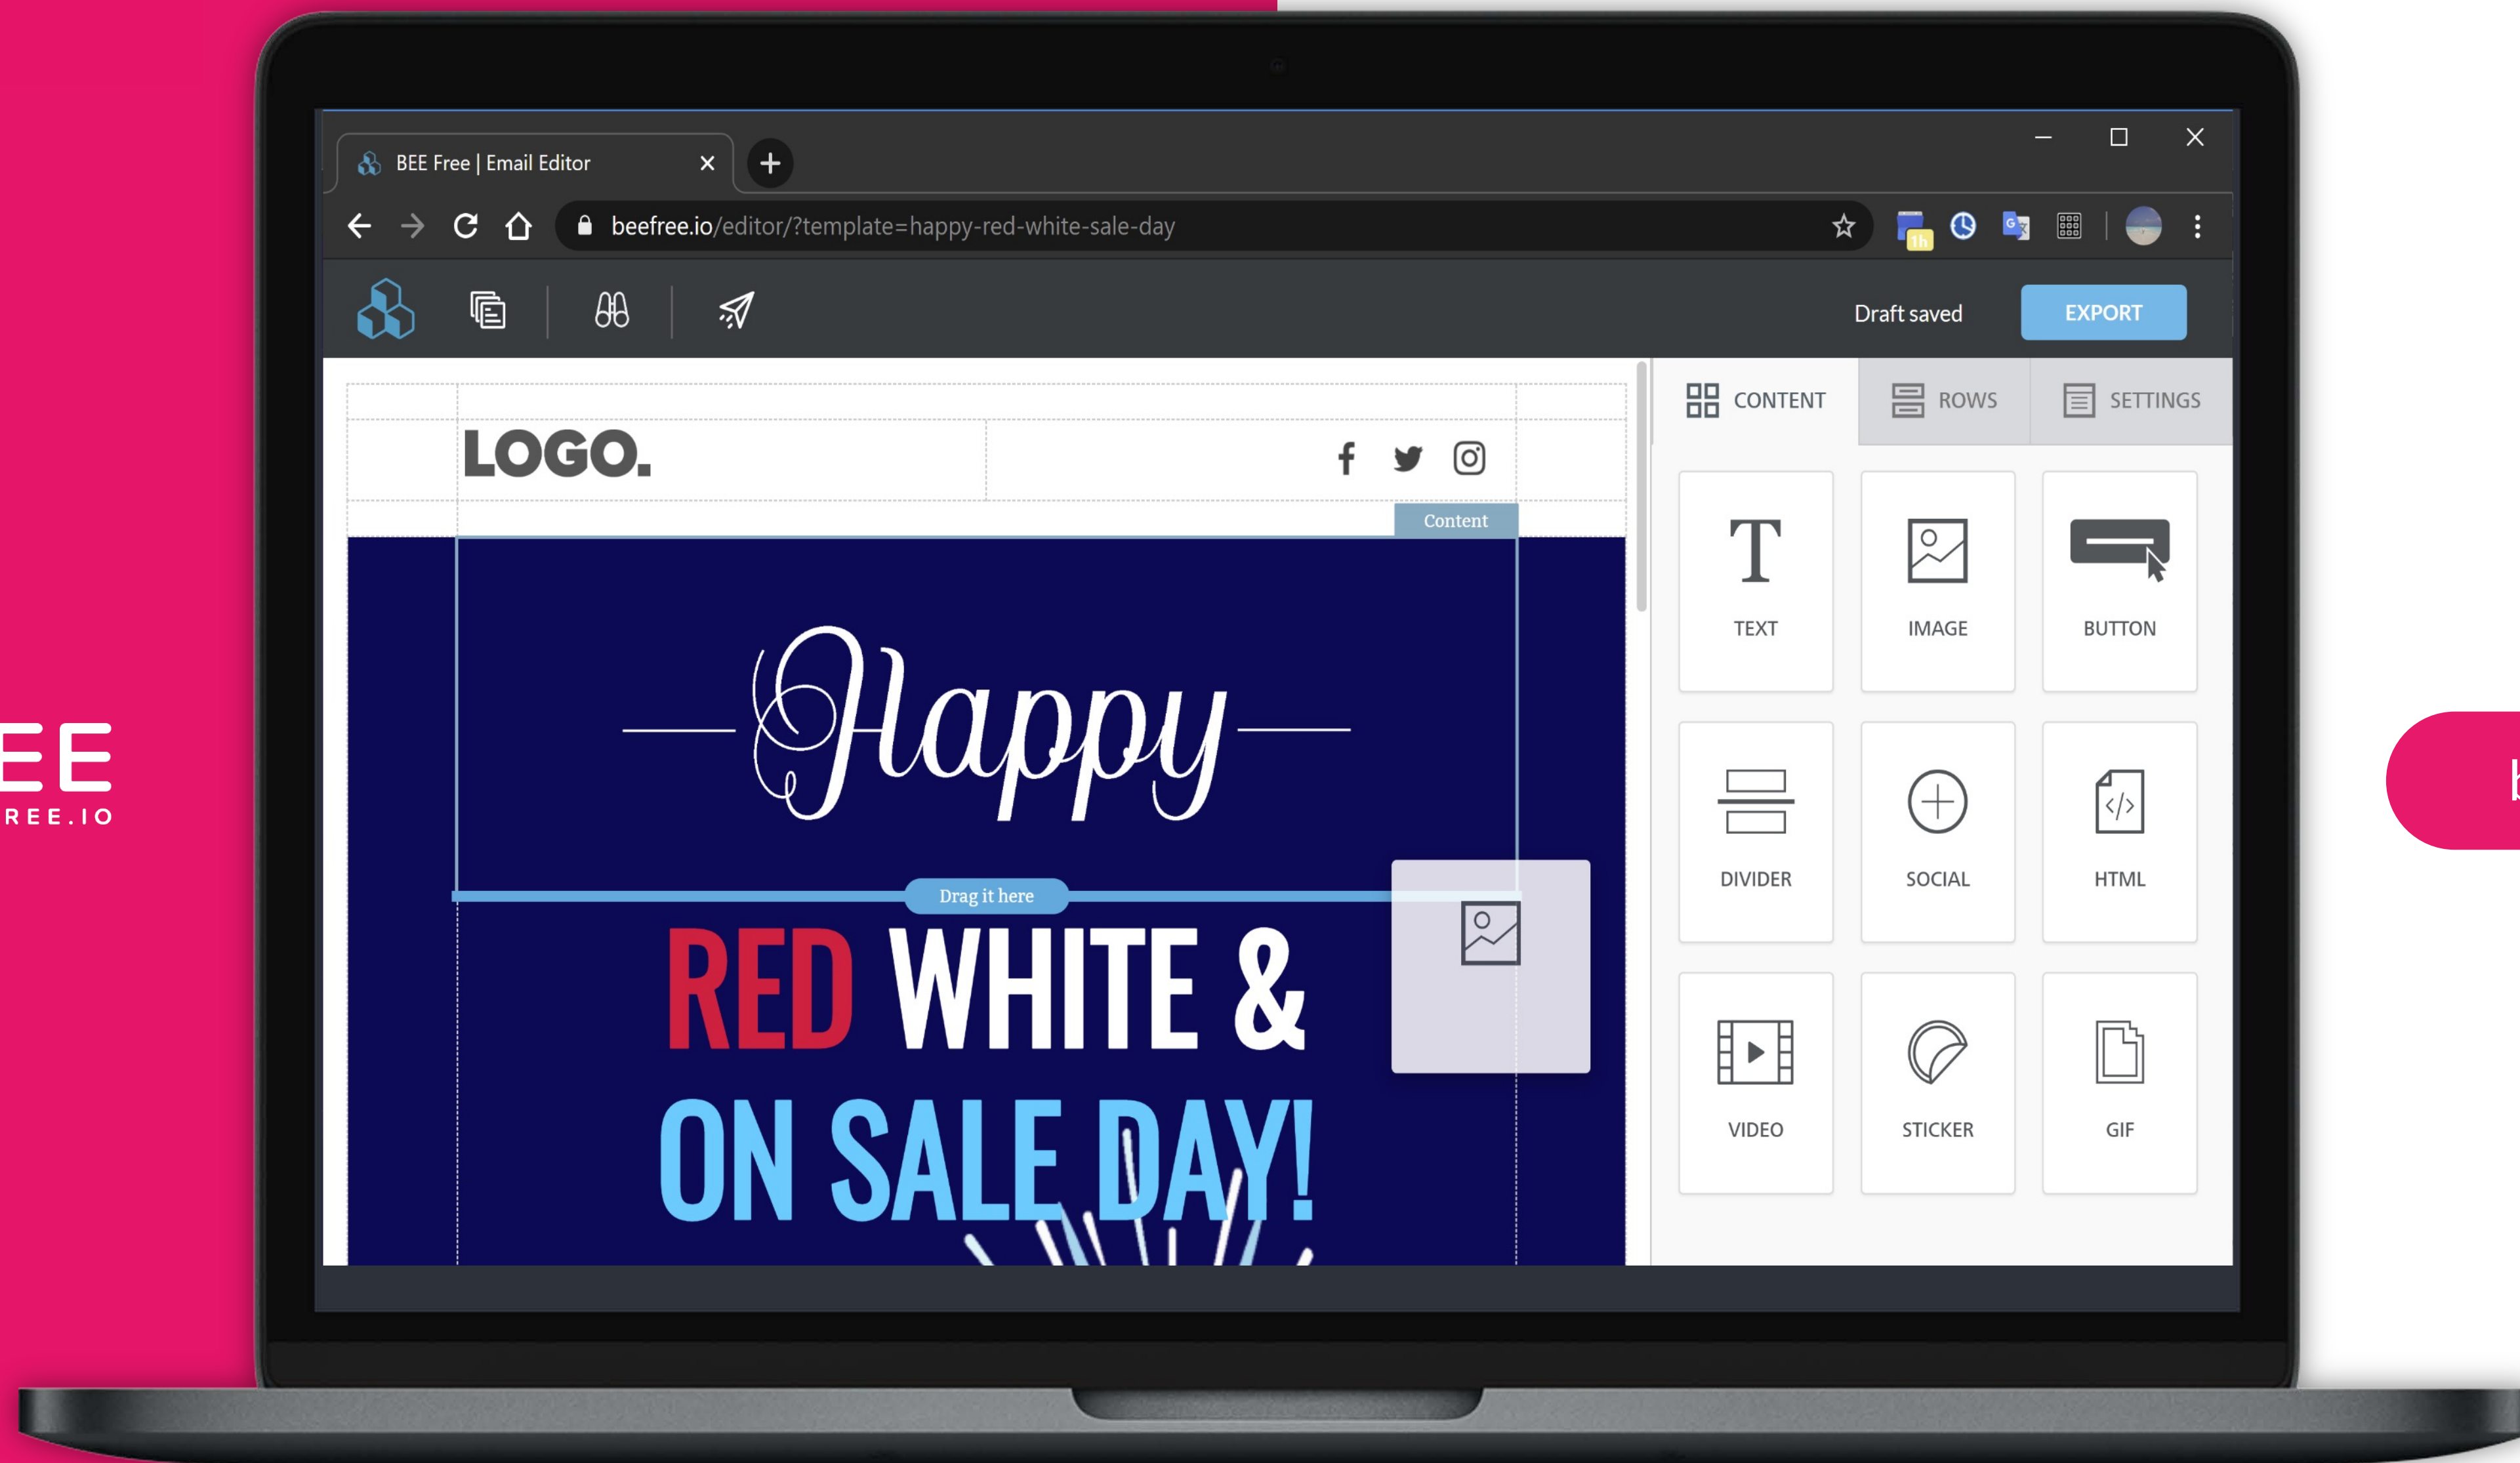 BEE Free | Email Editor
beefree.io/editor/?template=happy-red-white-sale-day
1h
Draft saved
EXPORT
CONTENT
ROWS
SETTINGS
LOGO.
Content
Happy
Drag it here
RED WHITE &
ON SALE DAY!
TEXT
IMAGE
BUTTON
DIVIDER
SOCIAL
HTML
VIDEO
STICKER
GIF
EE
REE.IO